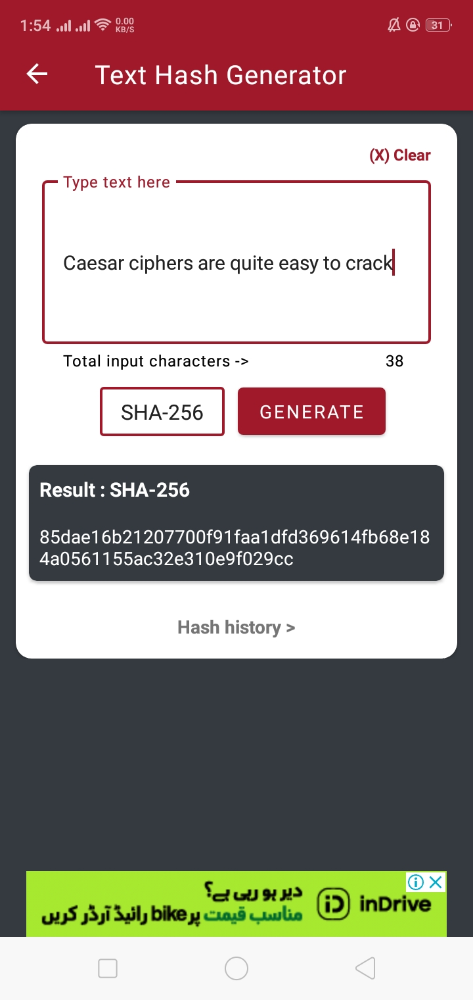 1:54
0.00
KB/S
31
Text Hash Generator
(X) Clear
Type text here
Caesar ciphers are quite easy to crack
Total input characters -> 38
SHA-256 GENERATE
Result : SHA-256
85dae16b21207700f91faa1dfd369614fb68e18
4a0561155ac32e310e9f029cc
Hash history >
دیر ہو رہی ہے؟
مناسب قیمت پر bike رائیڈ آرڈر کریں
inDrive